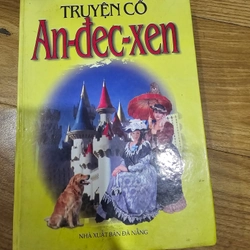 TRUYỆN CỔ
An-đec-xen
NHÀ XUẤT BẢN ĐÀ NẴNG